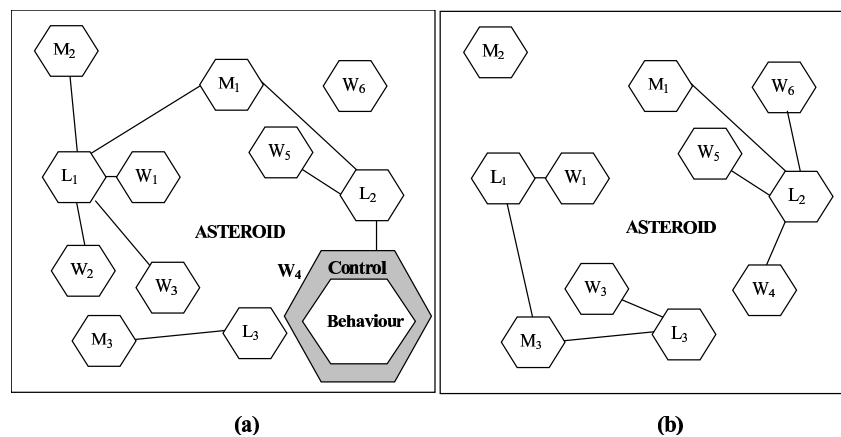 M₂
M₁
W₆
W₅
L₁
W₁
L₂
ASTEROID
W₂
W₃
W₄
Control
Behaviour
M₃
L₃
(a)
M₂
M₁
W₆
W₅
L₁
W₁
L₂
ASTEROID
W₃
W₄
M₃
L₃
(b)